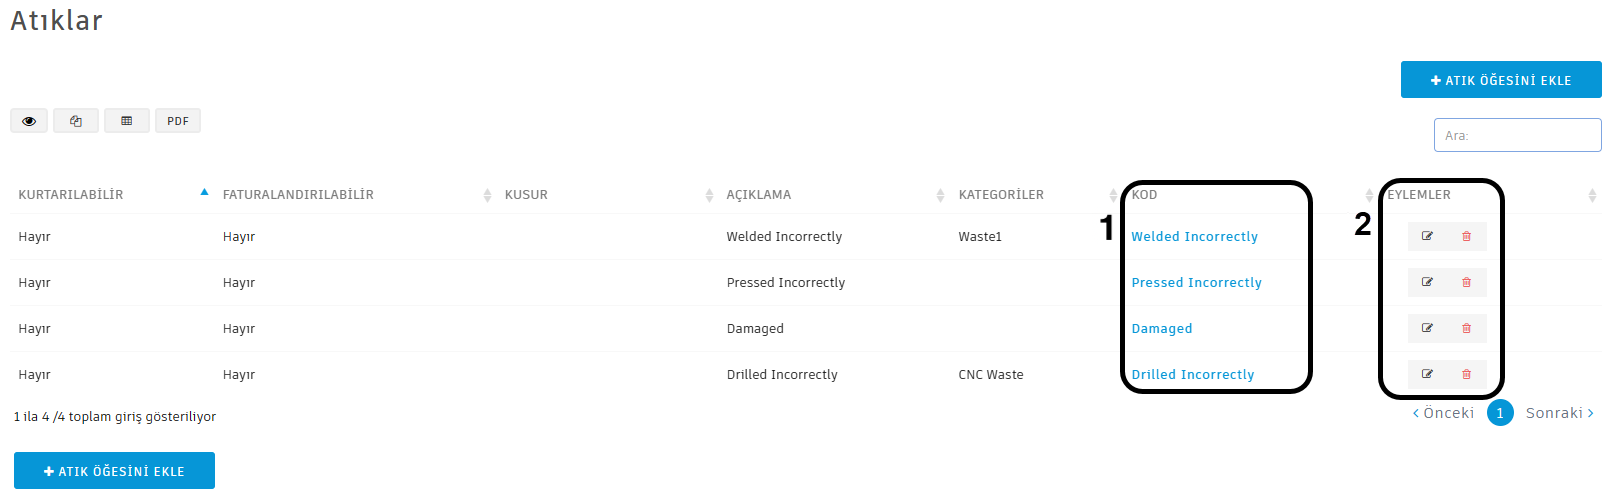 Atıklar
ATIK ÖĞESİNİ EKLE
PDF
Ara:
KURTARILABİLİR FATURALANDIRILABİLİR KUSUR AÇIKLAMA KATEGORİLER KOD EYLEMLER
Hayır Hayır Welded Incorrectly Waste1 1 Welded Incorrectly 2
Hayır Hayır Pressed Incorrectly Pressed Incorrectly
Hayır Hayır Damaged Damaged
Hayır Hayır Drilled Incorrectly CNC Waste Drilled Incorrectly
1 ila 4 /4 toplam giriş gösteriliyor Önceki 1 Sonraki
ATIK ÖĞESİNİ EKLE